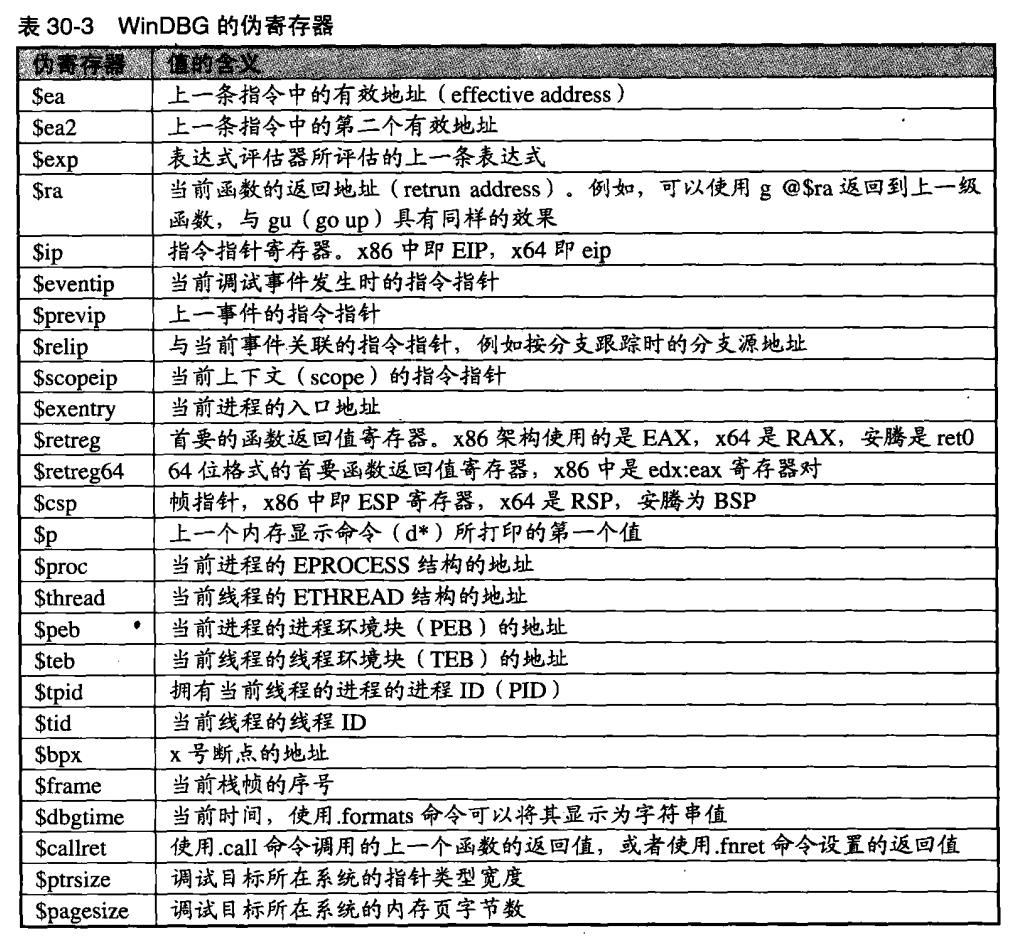 表 30-3 WinDBG 的伪寄存器
伪寄存器 值的含义
$ea 上一条指令中的有效地址（effective address）
$ea2 上一条指令中的第二个有效地址
$exp 表达式评估器所评估的上一条表达式
$ra 当前函数的返回地址（retrun address）。例如，可以使用 g @$ra 返回到上一级
函数，与 gu（go up）具有同样的效果
$ip 指令指针寄存器。x86 中即 EIP，x64 即 eip
$eventip 当前调试事件发生时的指令指针
$previp 上一事件的指令指针
$relip 与当前事件关联的指令指针，例如按分支跟踪时的分支源地址
$scopeip 当前上下文（scope）的指令指针
$exentry 当前进程的入口地址
$retreg 首要的函数返回值寄存器。x86 架构使用的是 EAX，x64 是 RAX，安腾是 ret0
$retreg64 64 位格式的首要函数返回值寄存器，x86 中是 edx:eax 寄存器对
$csp 帧指针，x86 中即 ESP 寄存器，x64 是 RSP，安腾为 BSP
$p 上一个内存显示命令（d*）所打印的第一个值
$proc 当前进程的 EPROCESS 结构的地址
$thread 当前线程的 ETHREAD 结构的地址
$peb 当前进程的进程环境块（PEB）的地址
$teb 当前线程的线程环境块（TEB）的地址
$tpid 拥有当前线程的进程的进程 ID（PID）
$tid 当前线程的线程 ID
$bpx x 号断点的地址
$frame 当前栈帧的序号
$dbgtime 当前时间，使用.formats 命令可以将其显示为字符串值
$callret 使用.call 命令调用的上一个函数的返回值，或者使用.fnret 命令设置的返回值
$ptrsize 调试目标所在系统的指针类型宽度
$pagesize 调试目标所在系统的内存页字节数